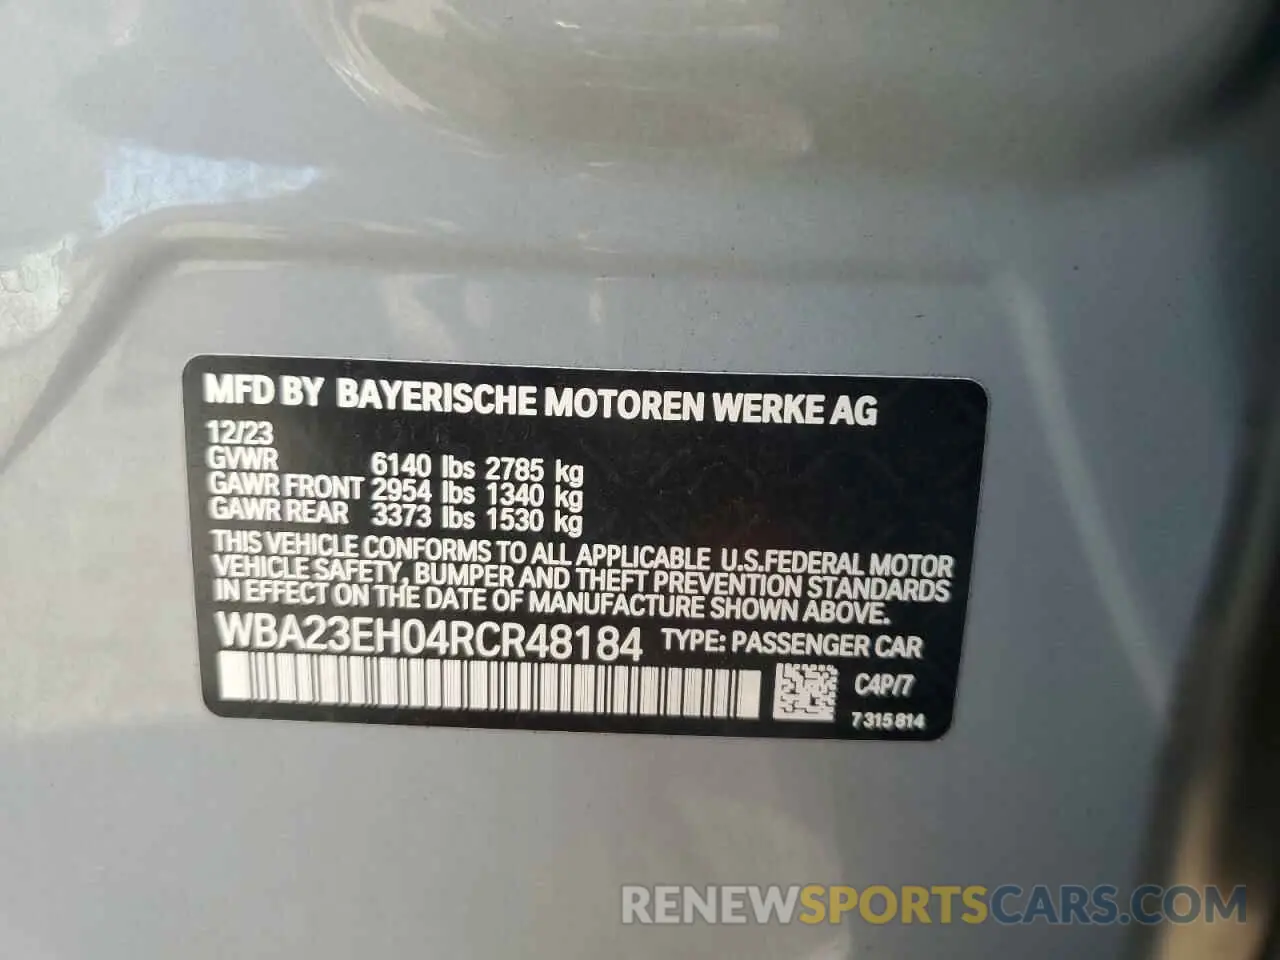 MFD BY BAYERISCHE MOTOREN WERKE AG
12/23
GVWR 6140 lbs 2785 kg
GAWR FRONT 2954 lbs 1340 kg
GAWR REAR 3373 lbs 1530 kg
THIS VEHICLE CONFORMS TO ALL APPLICABLE U.S.FEDERAL MOTOR
VEHICLE SAFETY, BUMPER AND THEFT PREVENTION STANDARDS
IN EFFECT ON THE DATE OF MANUFACTURE SHOWN ABOVE.
WBA23EH04RCR48184 TYPE: PASSENGER CAR
C4P/7
7 315 814
RENEWSPORTSCARS.COM